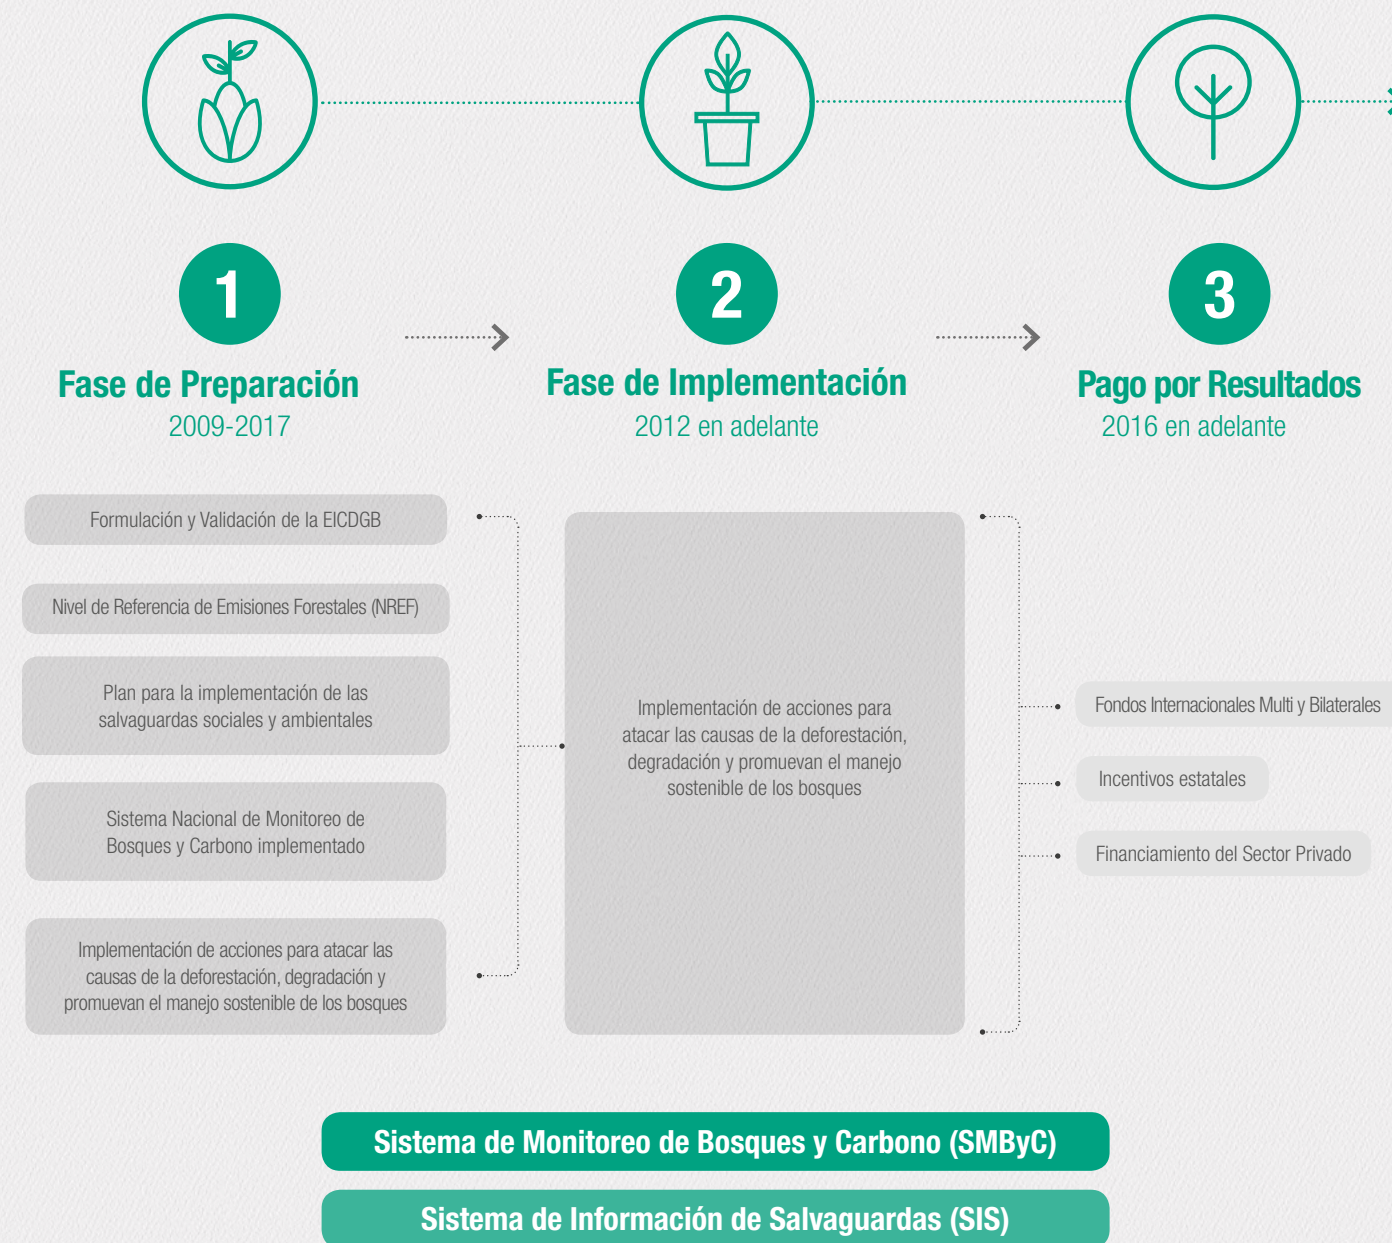 1
Fase de Preparación
2009-2017
2
Fase de Implementación
2012 en adelante
3
Pago por Resultados
2016 en adelante
Formulación y Validación de la EICDGB
Nivel de Referencia de Emisiones Forestales (NREF)
Plan para la implementación de las
salvaguardas sociales y ambientales
Sistema Nacional de Monitoreo de
Bosques y Carbono implementado
Implementación de acciones para atacar las
causas de la deforestación, degradación y
promuevan el manejo sostenible de los bosques
Implementación de acciones para
atacar las causas de la deforestación,
degradación y promuevan el manejo
sostenible de los bosques
Fondos Internacionales Multi y Bilaterales
Incentivos estatales
Financiamiento del Sector Privado
Sistema de Monitoreo de Bosques y Carbono (SMByC)
Sistema de Información de Salvaguardas (SIS)